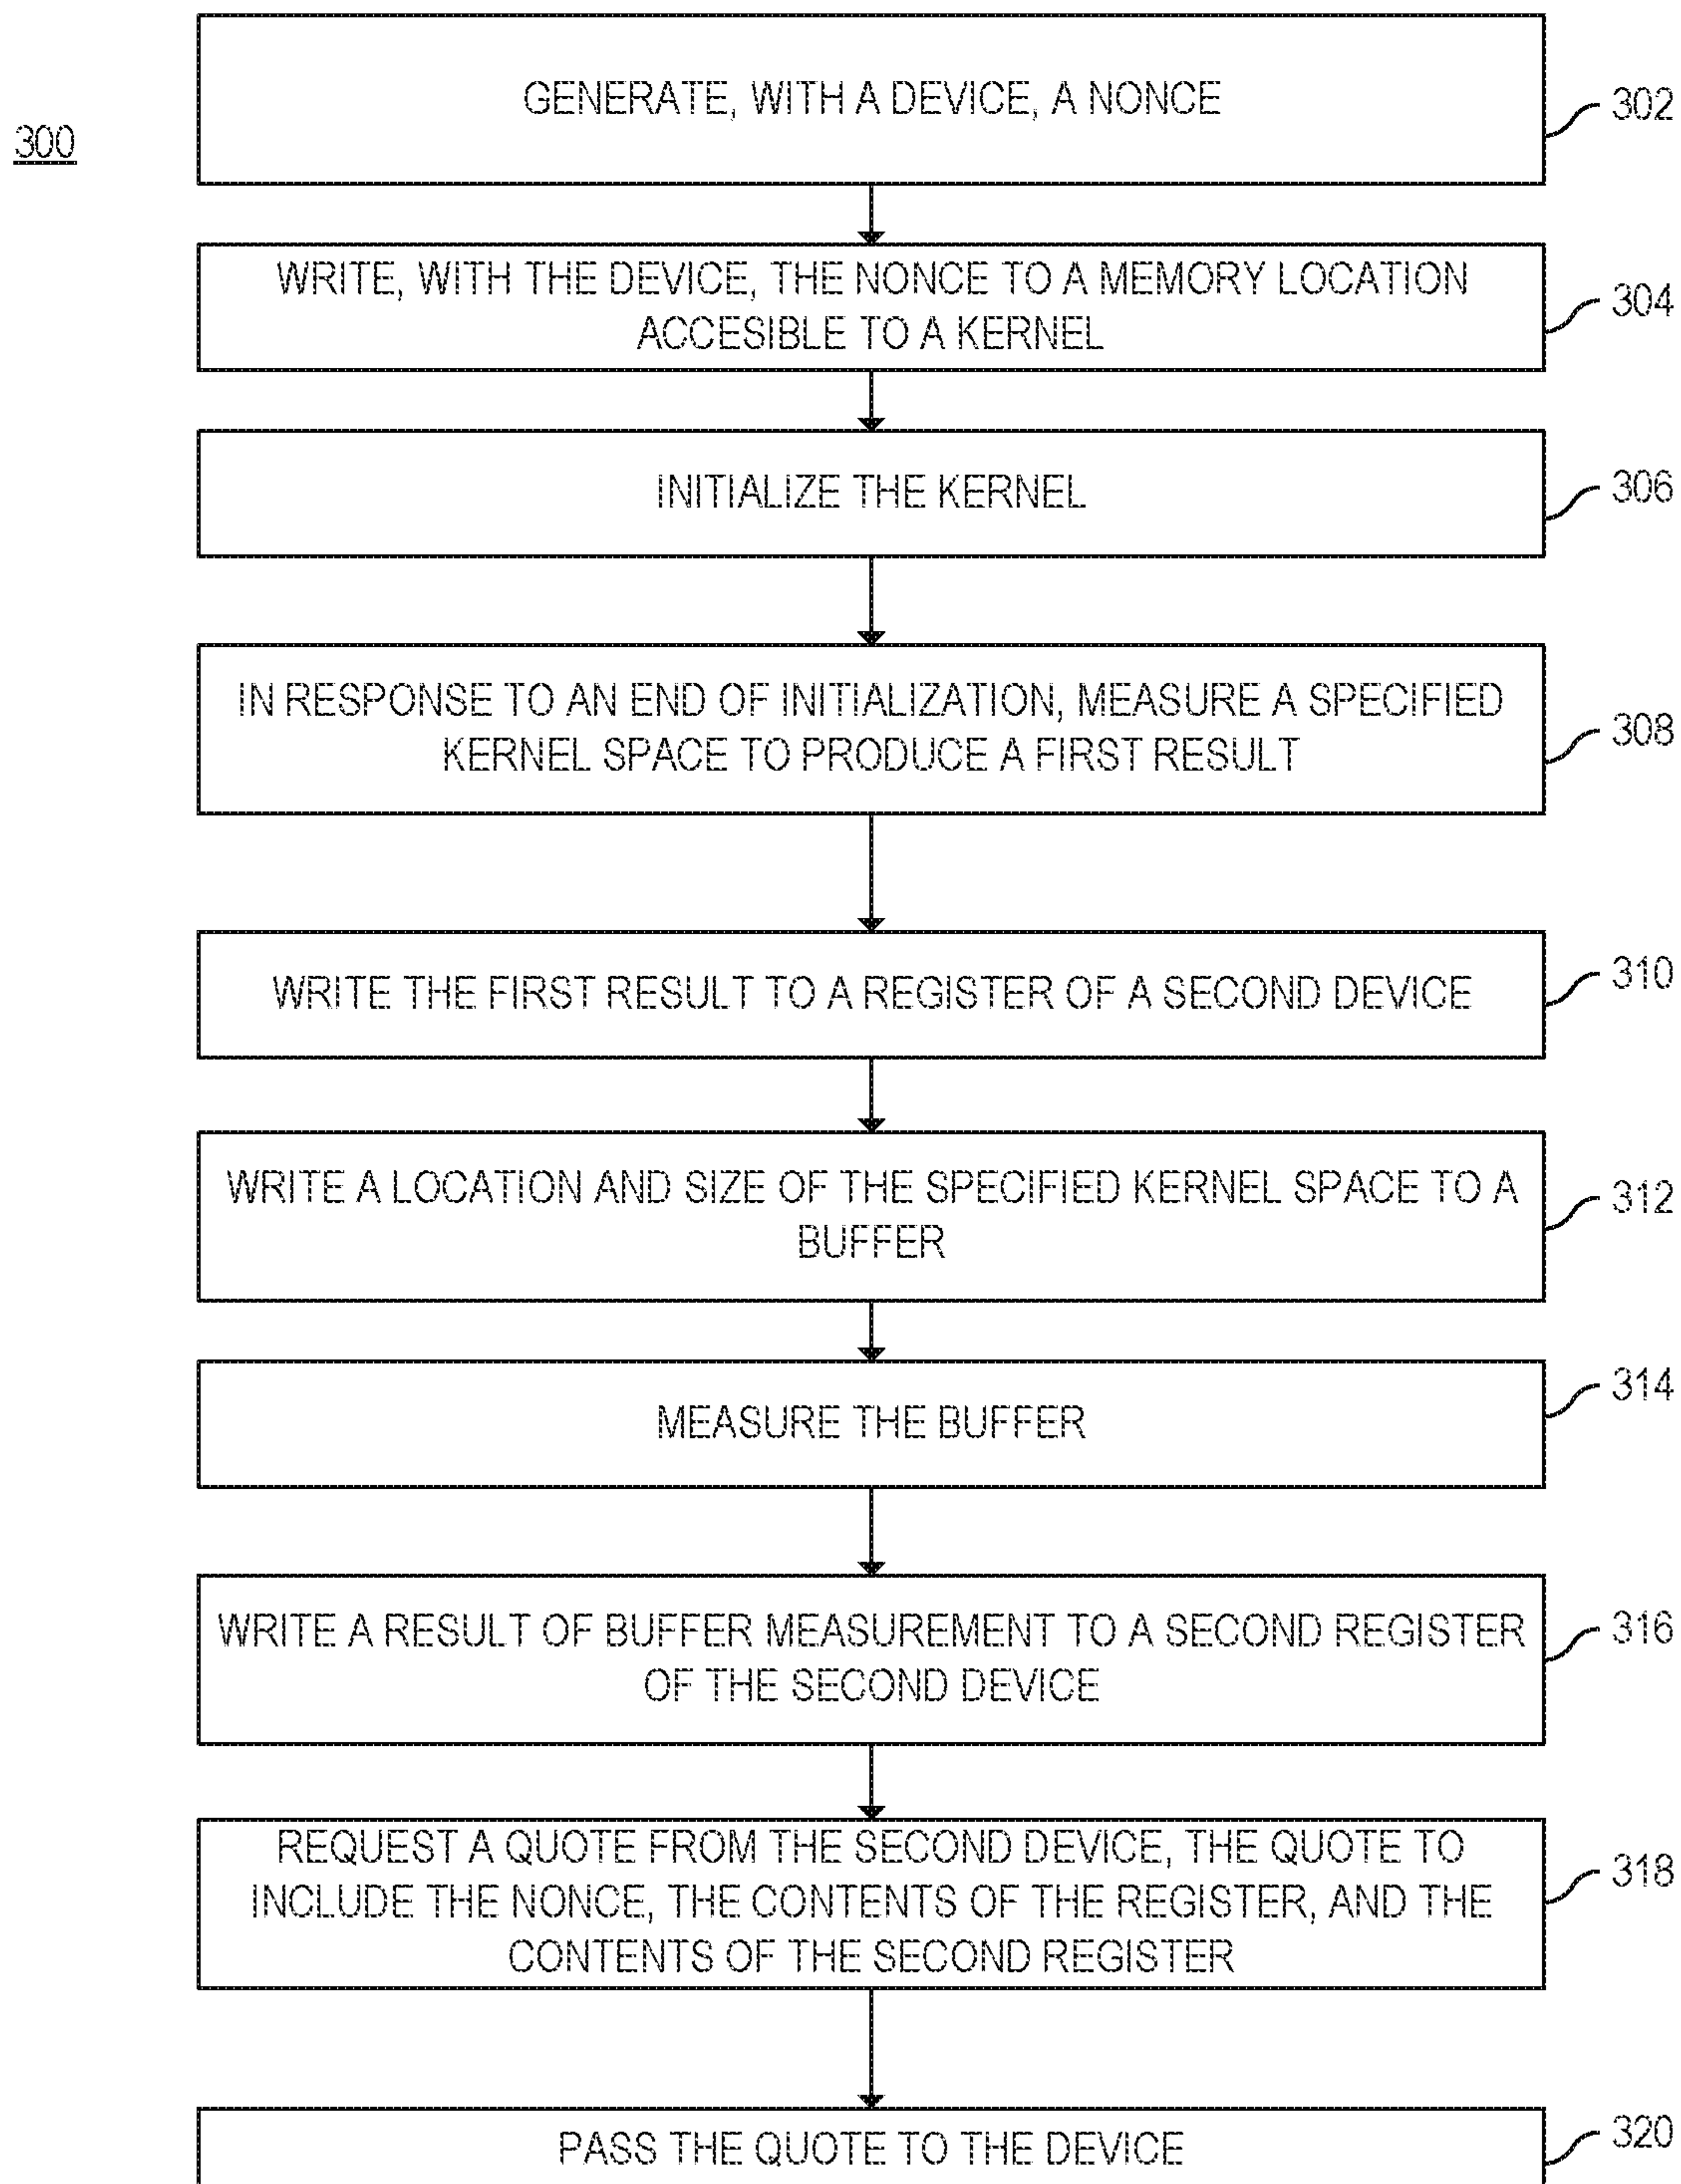 300
GENERATE, WITH A DEVICE, A NONCE
302
WRITE, WITH THE DEVICE, THE NONCE TO A MEMORY LOCATION
ACCESIBLE TO A KERNEL
304
INITIALIZE THE KERNEL
306
IN RESPONSE TO AN END OF INITIALIZATION, MEASURE A SPECIFIED
KERNEL SPACE TO PRODUCE A FIRST RESULT
308
WRITE THE FIRST RESULT TO A REGISTER OF A SECOND DEVICE
310
WRITE A LOCATION AND SIZE OF THE SPECIFIED KERNEL SPACE TO A
BUFFER
312
MEASURE THE BUFFER
314
WRITE A RESULT OF BUFFER MEASUREMENT TO A SECOND REGISTER
OF THE SECOND DEVICE
316
REQUEST A QUOTE FROM THE SECOND DEVICE, THE QUOTE TO
INCLUDE THE NONCE, THE CONTENTS OF THE REGISTER, AND THE
CONTENTS OF THE SECOND REGISTER
318
PASS THE QUOTE TO THE DEVICE
320